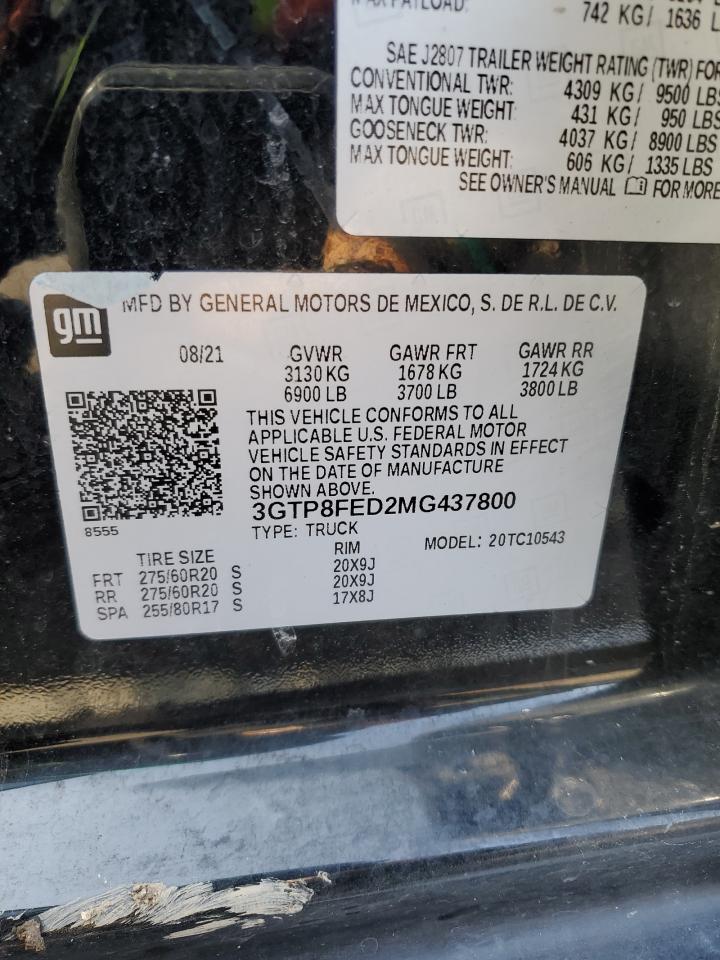 742 KG/ 1636
SAE J2807 TRAILER WEIGHT RATING (TWR) FOR
CONVENTIONAL TWR: 4309 KG/ 9500 LBS
MAX TONGUE WEIGHT: 431 KG/ 950 LBS
GOOSENECK TWR: 4037 KG/ 8900 LBS
MAX TONGUE WEIGHT: 606 KG/ 1335 LBS
SEE OWNER'S MANUAL FOR MORE
gm MFD BY GENERAL MOTORS DE MEXICO, S. DE R.L. DE C.V.
08/21 GVWR GAWR FRT GAWR RR
3130 KG 1678 KG 1724 KG
6900 LB 3700 LB 3800 LB
THIS VEHICLE CONFORMS TO ALL
APPLICABLE U.S. FEDERAL MOTOR
VEHICLE SAFETY STANDARDS IN EFFECT
ON THE DATE OF MANUFACTURE
SHOWN ABOVE.
3GTP8FED2MG437800
8555 TYPE: TRUCK MODEL: 20TC10543
TIRE SIZE RIM
FRT 275/60R20 S 20X9J
RR 275/60R20 S 20X9J
SPA 255/80R17 S 17X8J